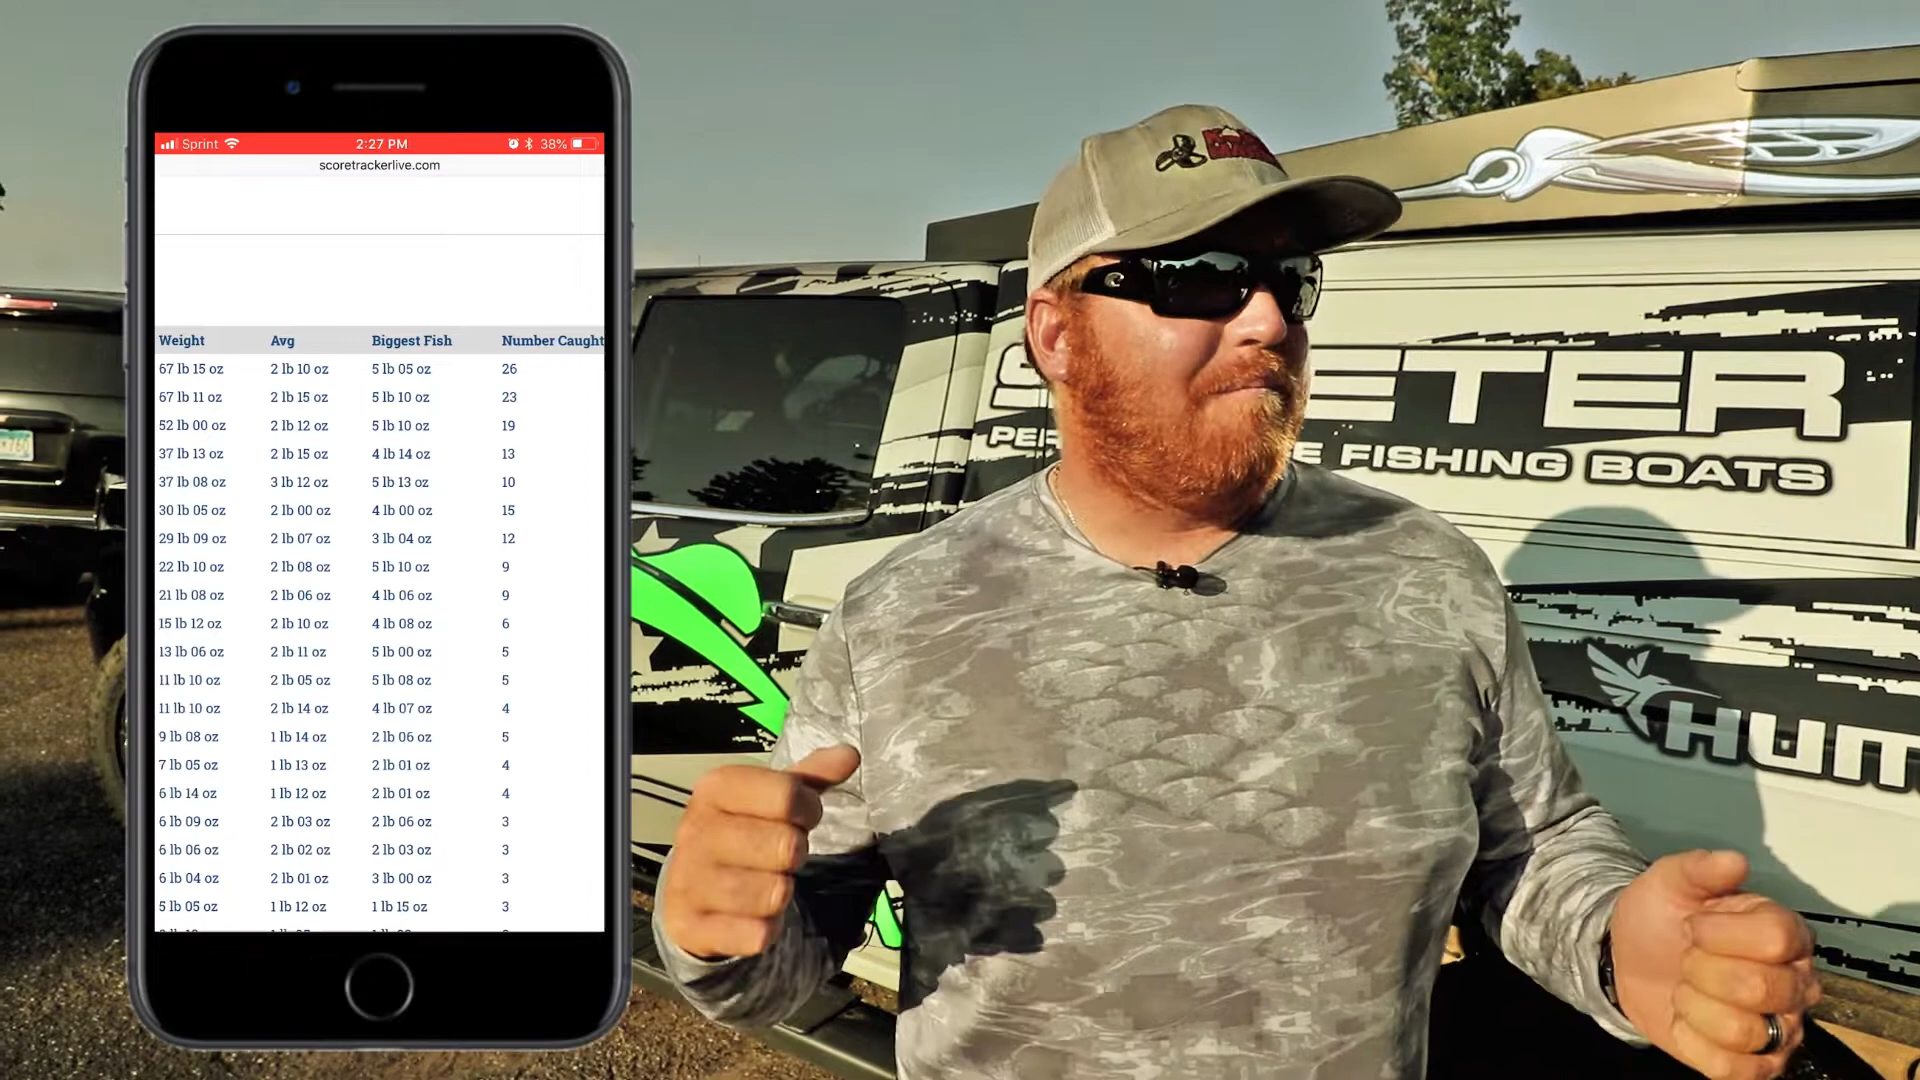 Sprint 2:27 PM 38%
scoretrackerlive.com
Weight Avg Biggest Fish Number Caught
67 lb 15 oz 2 lb 10 oz 5 lb 05 oz 26
67 lb 11 oz 2 lb 15 oz 5 lb 10 oz 23
52 lb 00 oz 2 lb 12 oz 5 lb 10 oz 19
37 lb 13 oz 2 lb 15 oz 4 lb 14 oz 13
37 lb 08 oz 3 lb 12 oz 5 lb 13 oz 10
30 lb 05 oz 2 lb 00 oz 4 lb 00 oz 15
29 lb 09 oz 2 lb 07 oz 3 lb 04 oz 12
22 lb 10 oz 2 lb 08 oz 5 lb 10 oz 9
21 lb 08 oz 2 lb 06 oz 4 lb 06 oz 9
15 lb 12 oz 2 lb 10 oz 4 lb 08 oz 6
13 lb 06 oz 2 lb 11 oz 5 lb 00 oz 5
11 lb 10 oz 2 lb 05 oz 5 lb 08 oz 5
11 lb 10 oz 2 lb 14 oz 4 lb 07 oz 4
9 lb 08 oz 1 lb 14 oz 2 lb 06 oz 5
7 lb 05 oz 1 lb 13 oz 2 lb 01 oz 4
6 lb 14 oz 1 lb 12 oz 2 lb 01 oz 4
6 lb 09 oz 2 lb 03 oz 2 lb 06 oz 3
6 lb 06 oz 2 lb 02 oz 2 lb 03 oz 3
6 lb 04 oz 2 lb 01 oz 3 lb 00 oz 3
5 lb 05 oz 1 lb 12 oz 1 lb 15 oz 3
S ETER
PER E FISHING BOATS
HUM